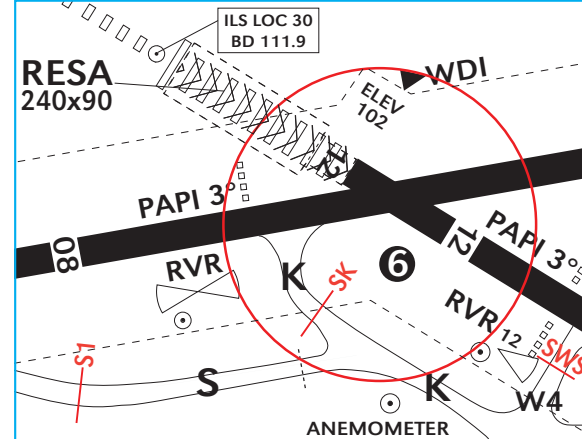 ILS LOC 30
BD 111.9
RESA
240x90
WDI
ELEV
102
12
PAPI 3°
08
12
PAPI 3°
RVR
K
6
SK
RVR 12
S1
SWS
S
K
W4
ANEMOMETER